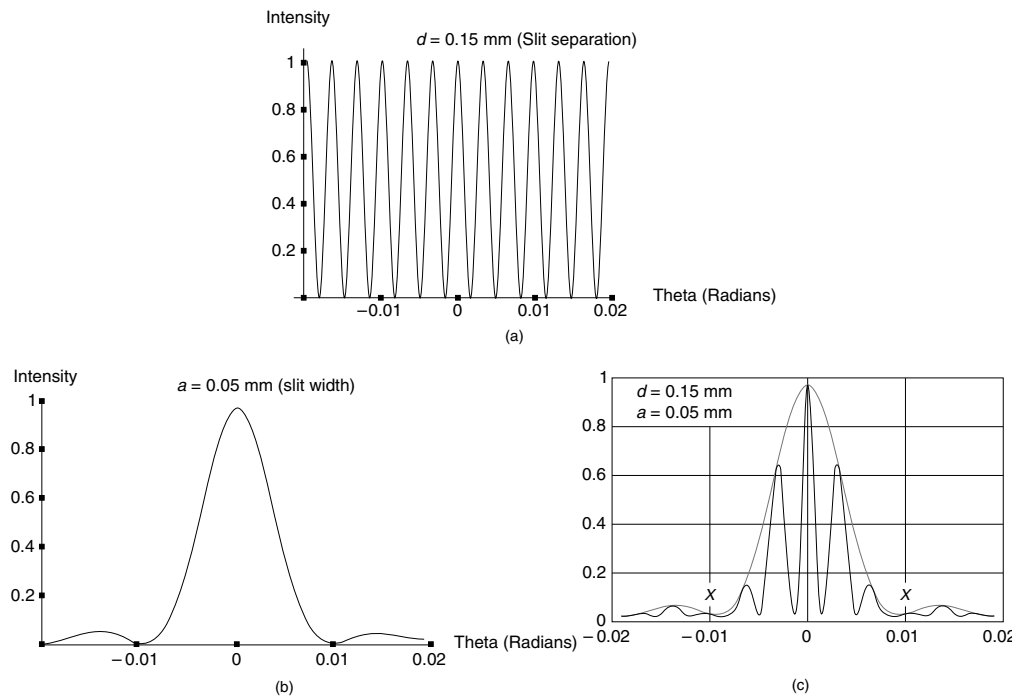 Intensity
d = 0.15 mm (Slit separation)
1
0.8
0.6
0.4
0.2
−0.01 0 0.01 0.02
Theta (Radians)
(a)
Intensity
a = 0.05 mm (slit width)
1
0.8
0.6
0.4
0.2
−0.01 0 0.01 0.02
Theta (Radians)
(b)
d = 0.15 mm
a = 0.05 mm
1
0.8
0.6
0.4
0.2
0
X X
−0.02 −0.01 0 0.01 0.02
(c)